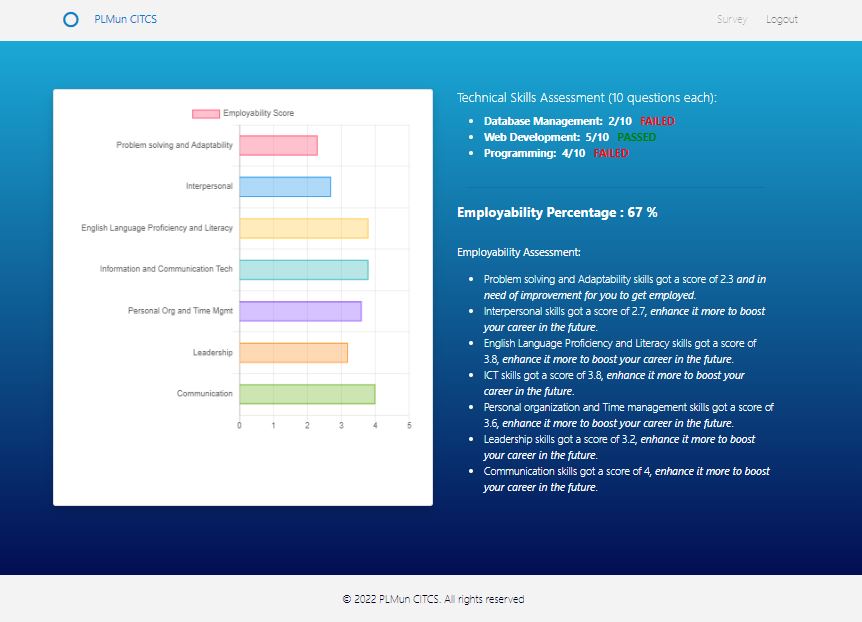 PLMun CITCS
Survey Logout
Employability Score
Problem solving and Adaptability
Interpersonal
English Language Proficiency and Literacy
Information and Communication Tech
Personal Org and Time Mgmt
Leadership
Communication
0 1 2 3 4 5
Technical Skills Assessment (10 questions each):
Database Management: 2/10 FAILED
Web Development: 5/10 PASSED
Programming: 4/10 FAILED
Employability Percentage : 67 %
Employability Assessment:
Problem solving and Adaptability skills got a score of 2.3 and in
need of improvement for you to get employed.
Interpersonal skills got a score of 2.7, enhance it more to boost
your career in the future.
English Language Proficiency and Literacy skills got a score of
3.8, enhance it more to boost your career in the future.
ICT skills got a score of 3.8, enhance it more to boost your
career in the future.
Personal organization and Time management skills got a score of
3.6, enhance it more to boost your career in the future.
Leadership skills got a score of 3.2, enhance it more to boost
your career in the future.
Communication skills got a score of 4, enhance it more to boost
your career in the future.
© 2022 PLMun CITCS. All rights reserved